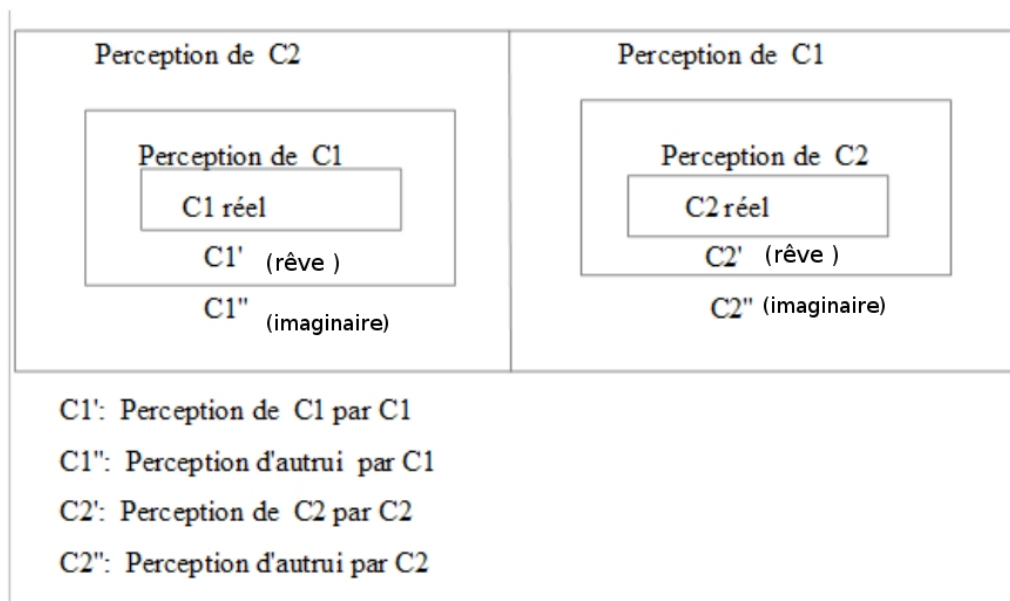 Perception de C2
Perception de C1
C1 réel
C1' (rêve )
C1" (imaginaire)
Perception de C1
Perception de C2
C2 réel
C2' (rêve )
C2" (imaginaire)
C1': Perception de C1 par C1
C1": Perception d'autrui par C1
C2': Perception de C2 par C2
C2": Perception d'autrui par C2